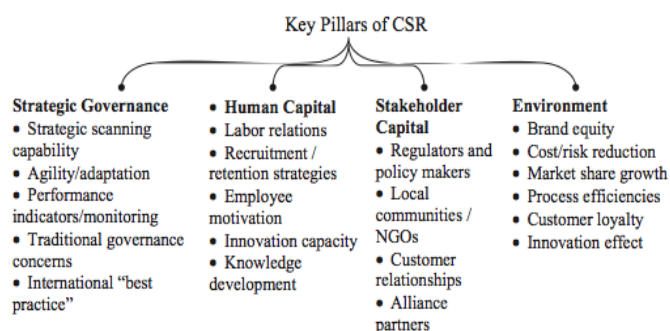 Key Pillars of CSR
Strategic Governance
• Strategic scanning
capability
• Agility/adaptation
• Performance
indicators/monitoring
• Traditional governance
concerns
• International “best
practice”
• Human Capital
• Labor relations
• Recruitment /
retention strategies
• Employee
motivation
• Innovation capacity
• Knowledge
development
Stakeholder
Capital
• Regulators and
policy makers
• Local
communities /
NGOs
• Customer
relationships
• Alliance
partners
Environment
• Brand equity
• Cost/risk reduction
• Market share growth
• Process efficiencies
• Customer loyalty
• Innovation effect